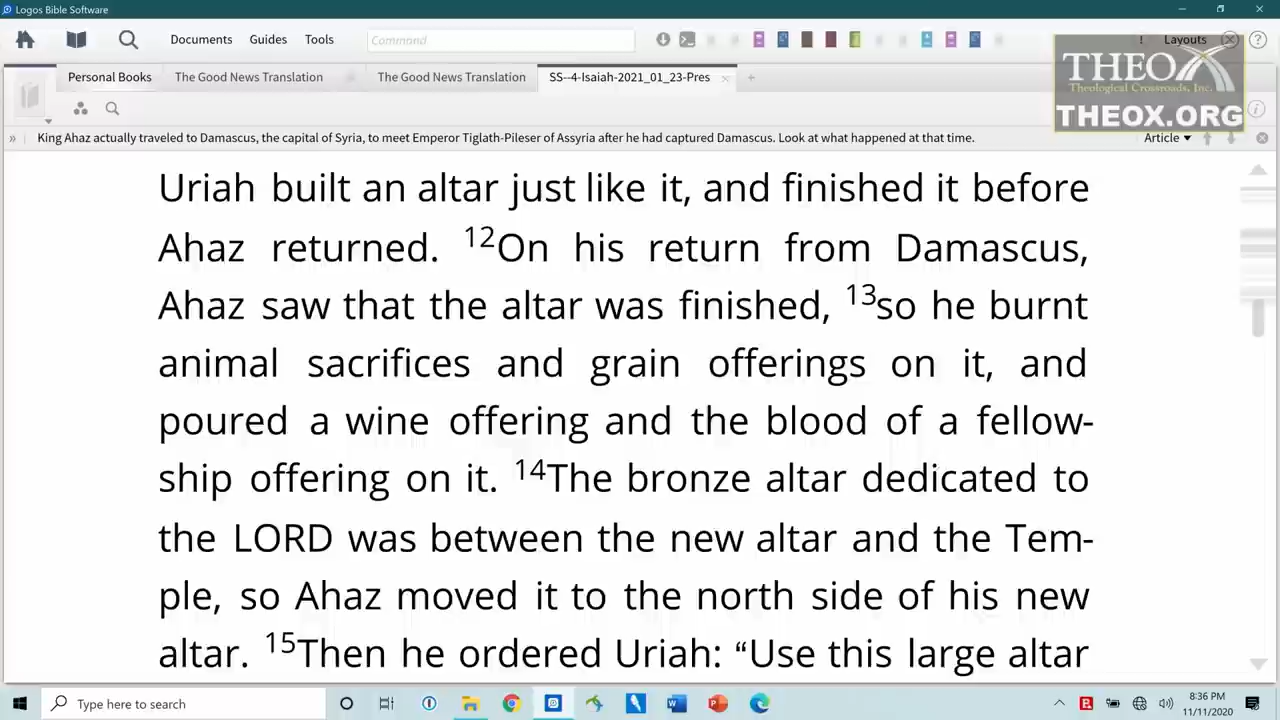 Logos Bible Software
Documents Guides Tools Command ! Layouts
Personal Books The Good News Translation The Good News Translation SS--4-Isaiah-2021_01_23-Pres
THEOX
Theological Crossroads, Inc.
THEOX.ORG
» King Ahaz actually traveled to Damascus, the capital of Syria, to meet Emperor Tiglath-Pileser of Assyria after he had captured Damascus. Look at what happened at that time. Article
Uriah built an altar just like it, and finished it before
Ahaz returned. 12On his return from Damascus,
Ahaz saw that the altar was finished, 13so he burnt
animal sacrifices and grain offerings on it, and
poured a wine offering and the blood of a fellow-
ship offering on it. 14The bronze altar dedicated to
the LORD was between the new altar and the Tem-
ple, so Ahaz moved it to the north side of his new
altar. 15Then he ordered Uriah: “Use this large altar
Type here to search
8:36 PM
11/11/2020